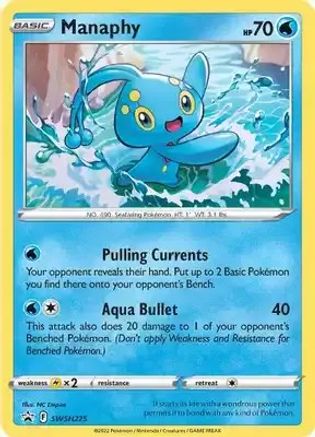 BASIC Manaphy HP 70
NO. 490 Seafaring Pokémon HT: 1' WT: 3.1 lbs.
Pulling Currents
Your opponent reveals their hand. Put up to 2 Basic Pokémon
you find there onto your opponent's Bench.
Aqua Bullet 40
This attack also does 20 damage to 1 of your opponent's
Benched Pokémon. (Don't apply Weakness and Resistance for
Benched Pokémon.)
weakness ×2 resistance retreat
Illus. MC Empire
F SWSH275
It starts its life with a wondrous power
that permits it to bond with any
kind of Pokémon.
©2022 Pokémon / Nintendo / Creatures / GAME FREAK